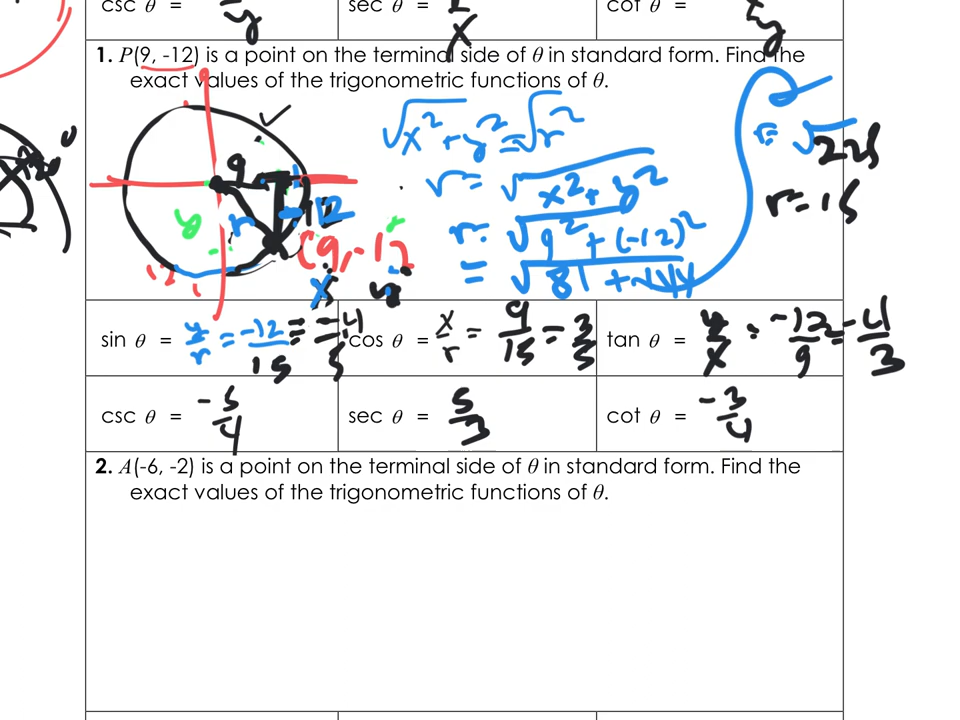 csc θ = y
sec θ = x
cot θ = y
1. P(9, -12) is a point on the terminal side of θ in standard form. Find the
exact values of the trigonometric functions of θ.
√x² + y² = √r²
r = √x² + y²
r = √9² + (-12)²
= √81 + 144
r = √225
r = 15
9
r
-12
y
(9, -12
x y
sin θ = y/r = -12/15 = -4/5
cos θ = x/r = 9/15 = 3/5
tan θ = y/x = -12/9 = -4/3
csc θ = -5/4
sec θ = 5/3
cot θ = -3/4
2. A(-6, -2) is a point on the terminal side of θ in standard form. Find the
exact values of the trigonometric functions of θ.